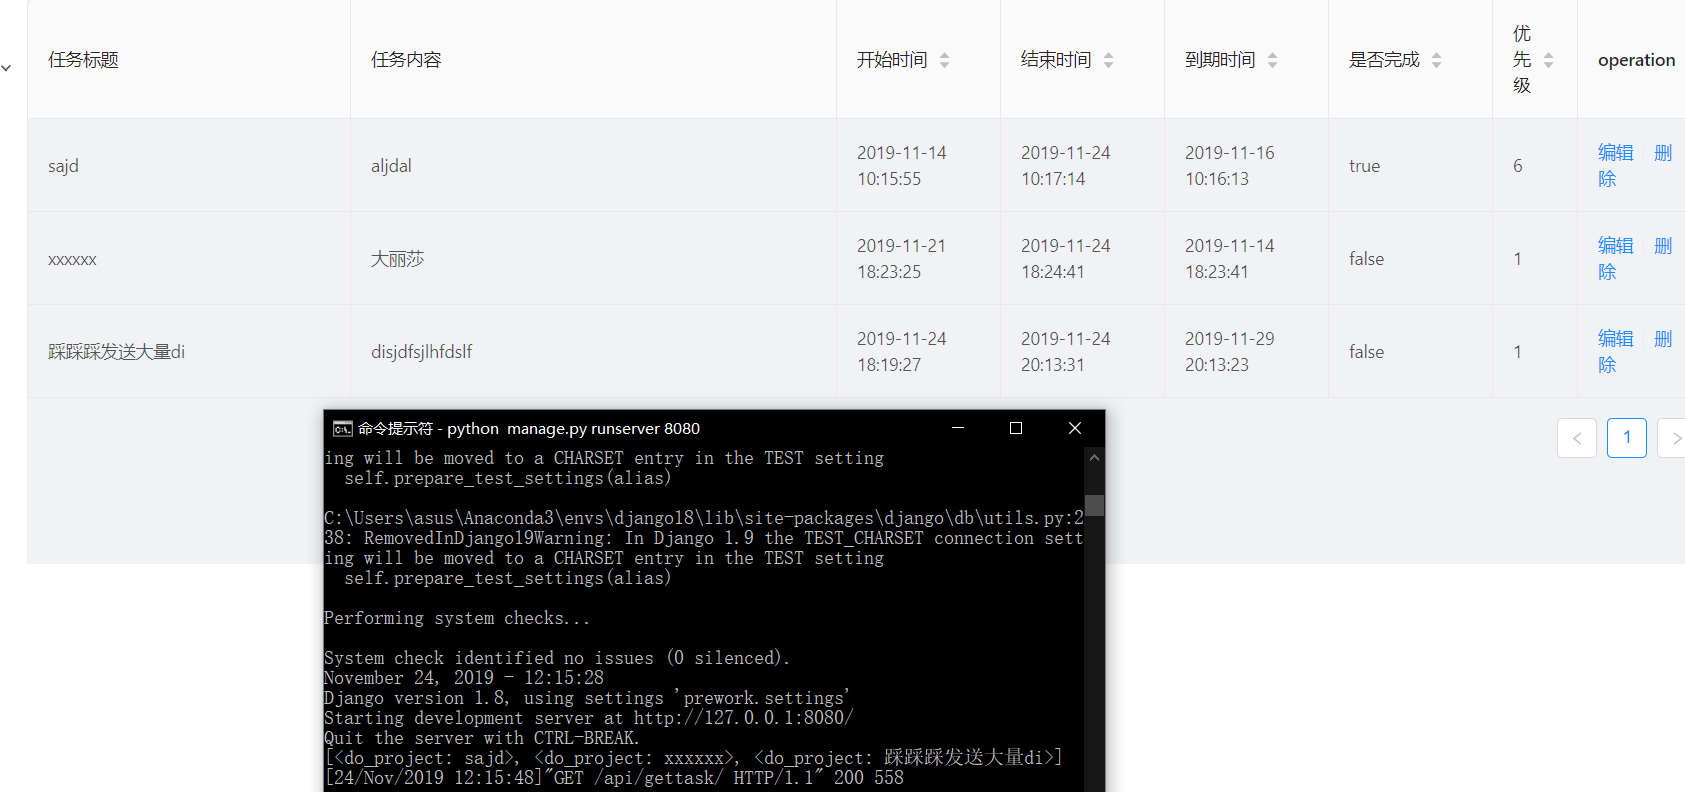 任务标题 任务内容 开始时间 结束时间 到期时间 是否完成 优先级 operation
sajd aljdal 2019-11-14 10:15:55 2019-11-24 10:17:14 2019-11-16 10:16:13 true 6 编辑 删除
xxxxxx 大丽莎 2019-11-21 18:23:25 2019-11-24 18:24:41 2019-11-14 18:23:41 false 1 编辑 删除
踩踩踩发送大量di disjdfsjlhfdslf 2019-11-24 18:19:27 2019-11-24 20:13:31 2019-11-29 20:13:23 false 1 编辑 删除
< 1 >
命令提示符 - python  manage.py runserver 8080
ing will be moved to a CHARSET entry in the TEST setting
  self.prepare_test_settings(alias)
C:\Users\asus\Anaconda3\envs\django18\lib\site-packages\django\db\utils.py:2
38: RemovedInDjango19Warning: In Django 1.9 the TEST_CHARSET connection sett
ing will be moved to a CHARSET entry in the TEST setting
  self.prepare_test_settings(alias)
Performing system checks...
System check identified no issues (0 silenced).
November 24, 2019 - 12:15:28
Django version 1.8, using settings 'prework.settings'
Starting development server at http://127.0.0.1:8080/
Quit the server with CTRL-BREAK.
[<do_project: sajd>, <do_project: xxxxxx>, <do_project: 踩踩踩发送大量di>]
[24/Nov/2019 12:15:48]"GET /api/gettask/ HTTP/1.1" 200 558